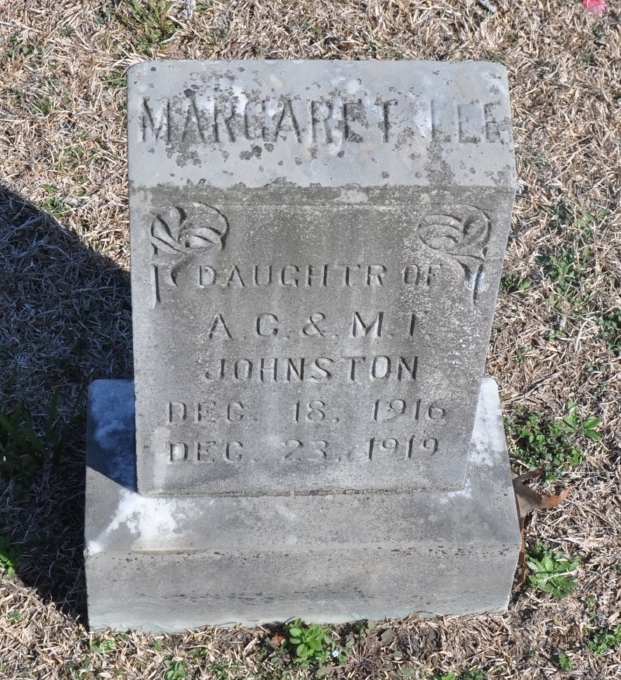 MARGARET LEE
DAUGHTR OF
A. C. & M. F.
JOHNSTON
DEC. 18, 1916
DEC. 23, 1919